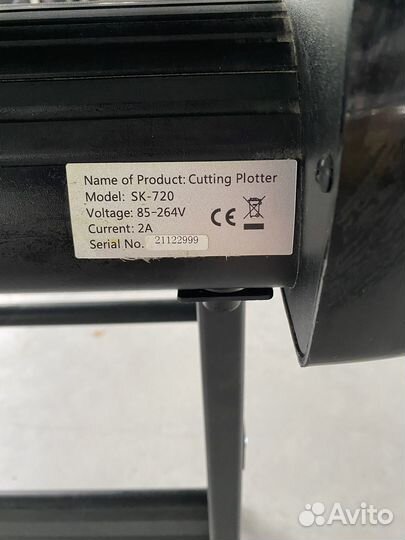 Name of Product: Cutting Plotter
Model: SK-720
Voltage: 85-264V
Current: 2A
Serial No. 21122999
CE
Avito